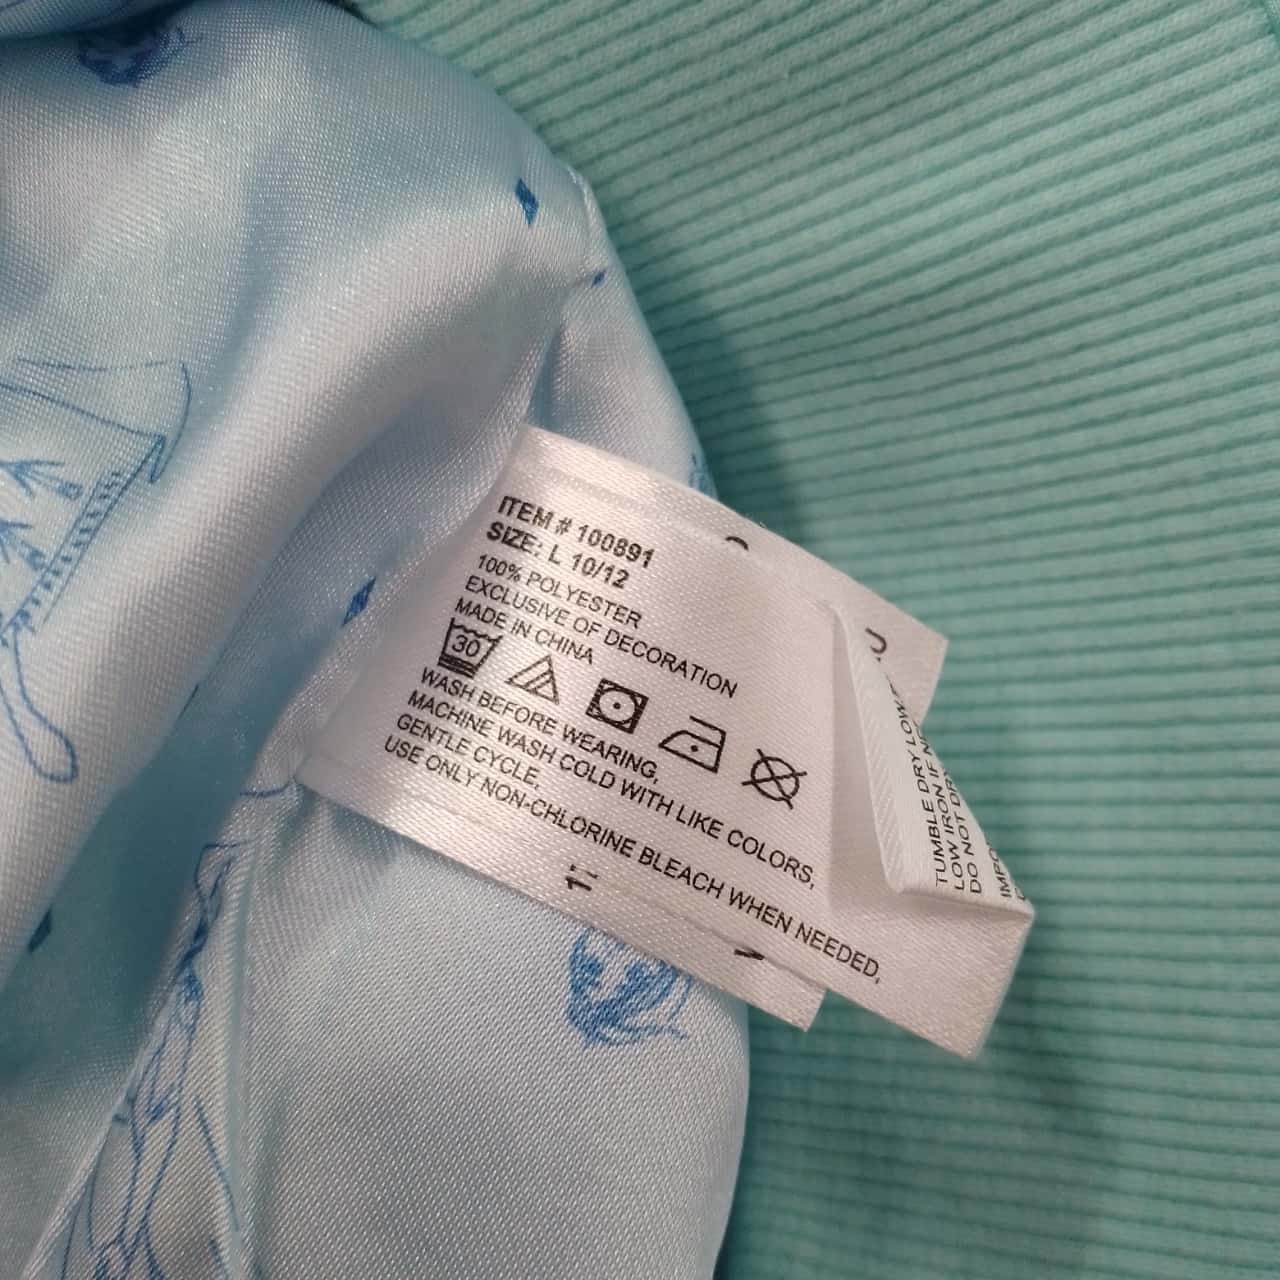 ITEM # 100891
SIZE: L 10/12
100% POLYESTER
EXCLUSIVE OF DECORATION
MADE IN CHINA
30
WASH BEFORE WEARING,
MACHINE WASH COLD WITH LIKE COLORS,
GENTLE CYCLE,
USE ONLY NON-CHLORINE BLEACH WHEN NEEDED,
TUMBLE DRY LOW
LOW IRON IF
DO NOT